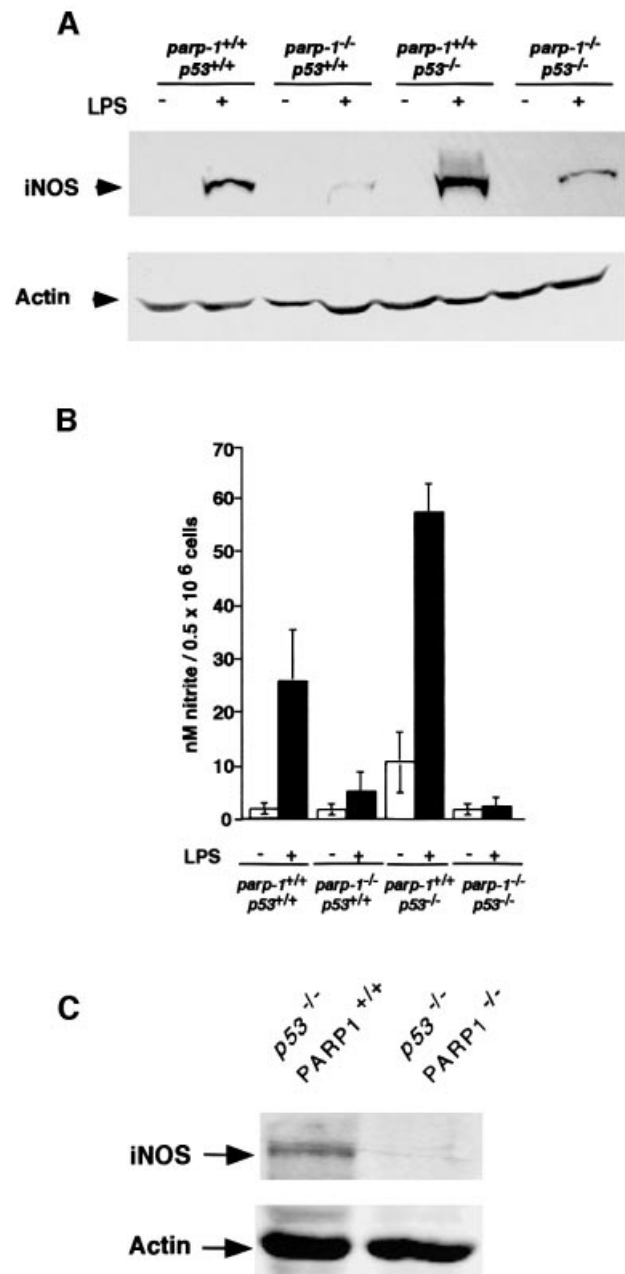 A
parp-1+/+ parp-1-/- parp-1+/+ parp-1-/-
p53+/+ p53+/+ p53-/- p53-/-
LPS - + - + - + - +
iNOS
Actin
B
70
60
50
40
30
20
10
0
nM nitrite / 0.5 x 10 6 cells
LPS - + - + - + - +
parp-1+/+ parp-1-/- parp-1+/+ parp-1-/-
p53+/+ p53+/+ p53-/- p53-/-
C
p53 -/- p53 -/-
PARP1 +/+ PARP1 -/-
iNOS
Actin